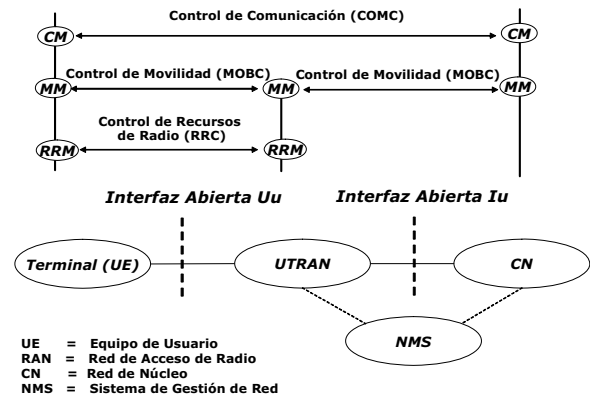 Control de Comunicación (COMC)
CM
CM
Control de Movilidad (MOBC)
Control de Movilidad (MOBC)
MM
MM
MM
Control de Recursos
de Radio (RRC)
RRM
RRM
Interfaz Abierta Uu
Interfaz Abierta Iu
Terminal (UE)
UTRAN
CN
NMS
UE = Equipo de Usuario
RAN = Red de Acceso de Radio
CN = Red de Núcleo
NMS = Sistema de Gestión de Red